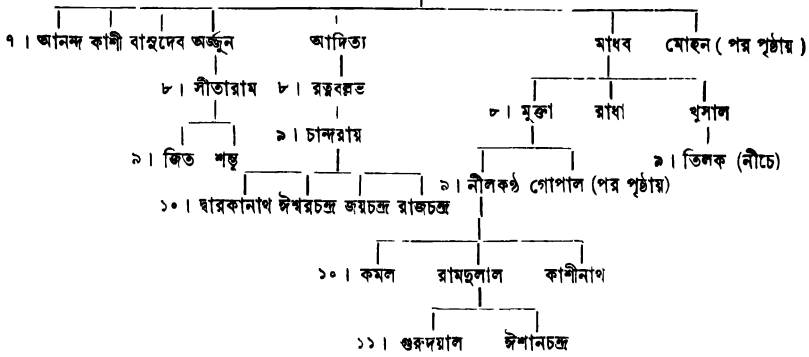 ৭ । আনন্দ কাশী বাসুদেব অর্জ্জুন আদিত্য মাধব মোহন ( পর পৃষ্ঠায় )
৮ । সীতারাম ৮ । রত্নবল্লভ ৮ । মুক্তা রাধা খুসাল
৯ । জিত শম্ভু ৯ । চান্দরায় ৯ । নীলকণ্ঠ গোপাল (পর পৃষ্ঠায়) ৯ । তিলক (নীচে)
১০ । দ্বারকানাথ ঈশ্বরচন্দ্র জয়চন্দ্র রাজচন্দ্র
১০ । কমল রামদুলাল কাশীনাথ
১১ । গুরুদয়াল ঈশানচন্দ্র